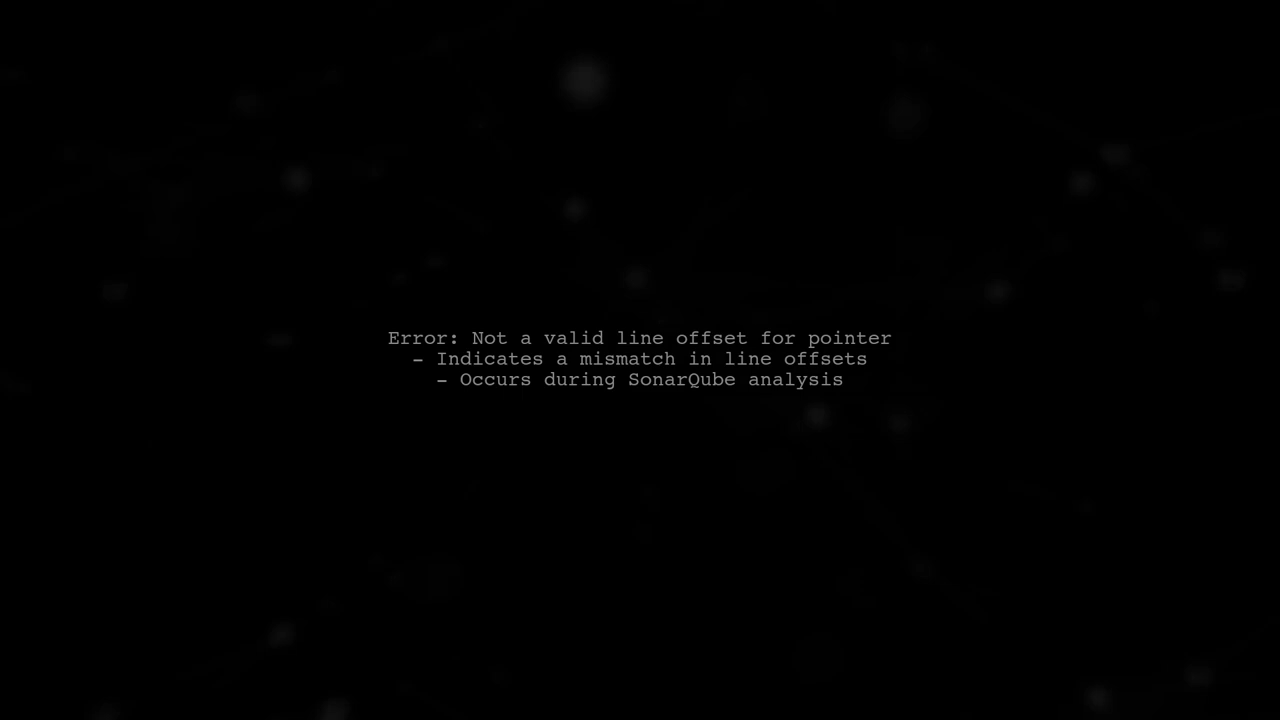 Error: Not a valid line offset for pointer
- Indicates a mismatch in line offsets
- Occurs during SonarQube analysis